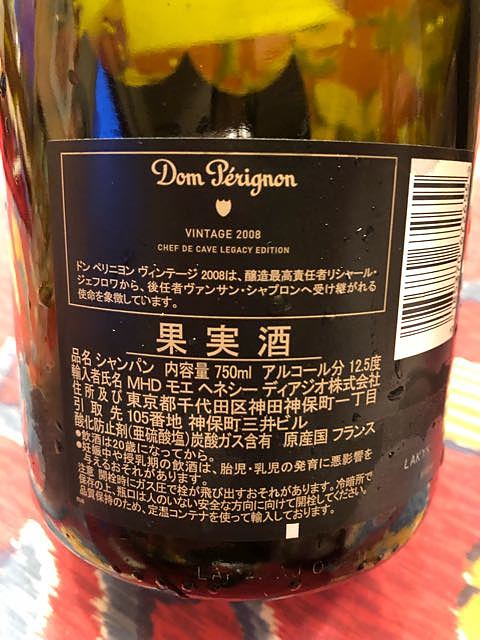 Dom Pérignon
VINTAGE 2008
CHEF DE CAVE LEGACY EDITION
ドン ペリニヨン ヴィンテージ 2008は、醸造最高責任者リシャール・
ジェフロワから、後任者ヴァンサン・シャプロンへ受け継がれる
使命を象徴しています。
果実酒
品名 シャンパン 内容量 750ml アルコール分 12.5度
輸入者氏名 MHD モエ ヘネシー ディアジオ株式会社
住所及び 東京都千代田区神田神保町一丁目
引取先 105番地 神保町三井ビル
酸化防止剤(亜硫酸塩)炭酸ガス含有 原産国 フランス
●飲酒は20歳になってから。
●妊娠中や授乳期の飲酒は、胎児・乳児の発育に悪影響を
与えるおそれがあります。
注意 開栓時にガス圧で栓が飛び出すおそれがあります。冷暗所で
保存の上、瓶口は人のいない安全な方向に向けて開栓してください。
品質保持のため、定温コンテナを使って輸入しております。